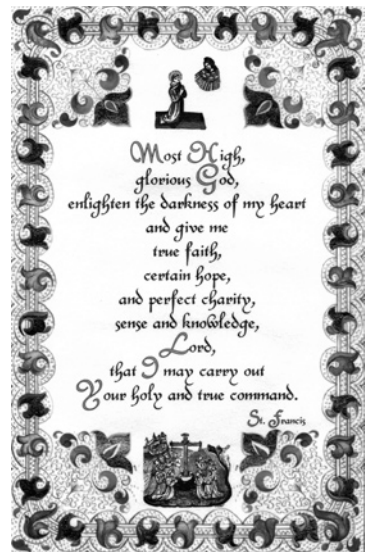 Most High,
glorious God,
enlighten the darkness of my heart
and give me
true faith,
certain hope,
and perfect charity,
sense and knowledge,
Lord,
that I may carry out
Your holy and true command.
St. Francis